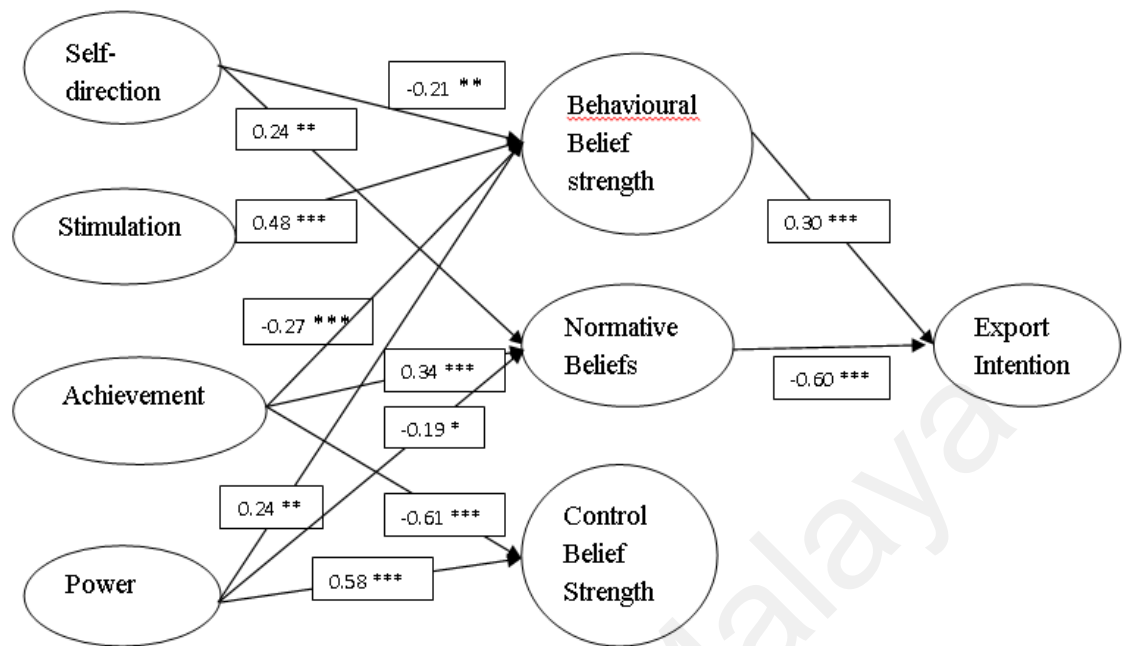 Self-
direction
-0.21 **
Behavioural
Belief
strength
0.24 **
Stimulation
0.48 ***
0.30 ***
-0.27 ***
Normative
Beliefs
Export
Intention
Achievement
0.34 ***
-0.60 ***
-0.19 *
0.24 **
-0.61 ***
Control
Belief
Strength
Power
0.58 ***
Malaya